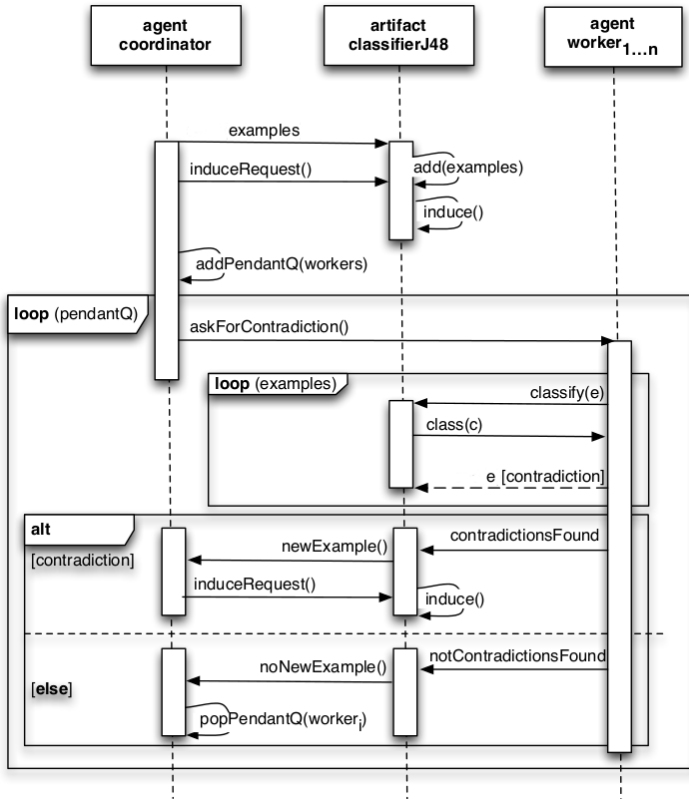 agent
coordinator
artifact
classifierJ48
agent
worker1...n
examples
induceRequest()
add(examples)
induce()
addPendantQ(workers)
loop (pendantQ)
askForContradiction()
loop (examples)
classify(e)
class(c)
e [contradiction]
alt
[contradiction]
contradictionsFound
newExample()
induceRequest()
induce()
notContradictionsFound
noNewExample()
[else]
popPendantQ(workeri)